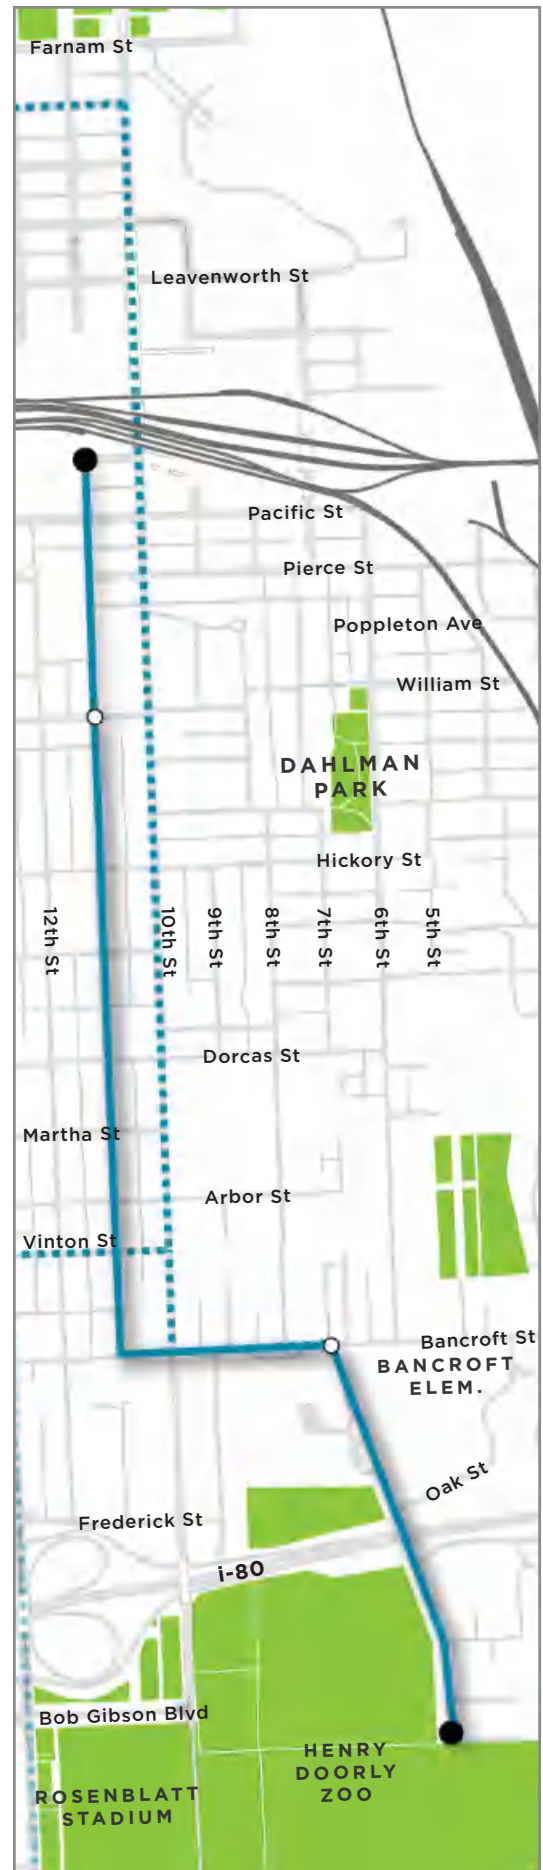 Farnam St
Leavenworth St
Pacific St
Pierce St
Poppleton Ave
William St
DAHLMAN
PARK
Hickory St
12th St
10th St
9th St
8th St
7th St
6th St
5th St
Dorcas St
Martha St
Arbor St
Vinton St
Bancroft St
BANCROFT
ELEM.
Oak St
Frederick St
i-80
Bob Gibson Blvd
HENRY
DOORLY
ZOO
ROSENBLATT
STADIUM